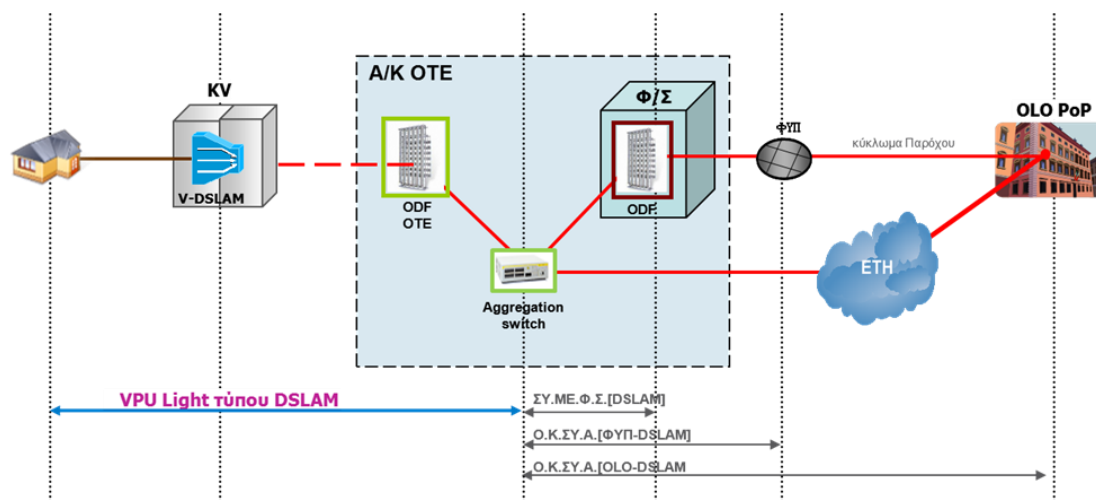 Α/Κ ΟΤΕ
KV
Φ/Σ
ΦΥΠ
OLO PoP
κύκλωμα Παρόχου
V-DSLAM
ODF
OTE
ODF
ETH
Aggregation
switch
VPU Light τύπου DSLAM
ΣΥ.ΜΕ.Φ.Σ.[DSLAM]
Ο.Κ.ΣΥ.Α.[ΦΥΠ-DSLAM]
Ο.Κ.ΣΥ.Α.[OLO-DSLAM